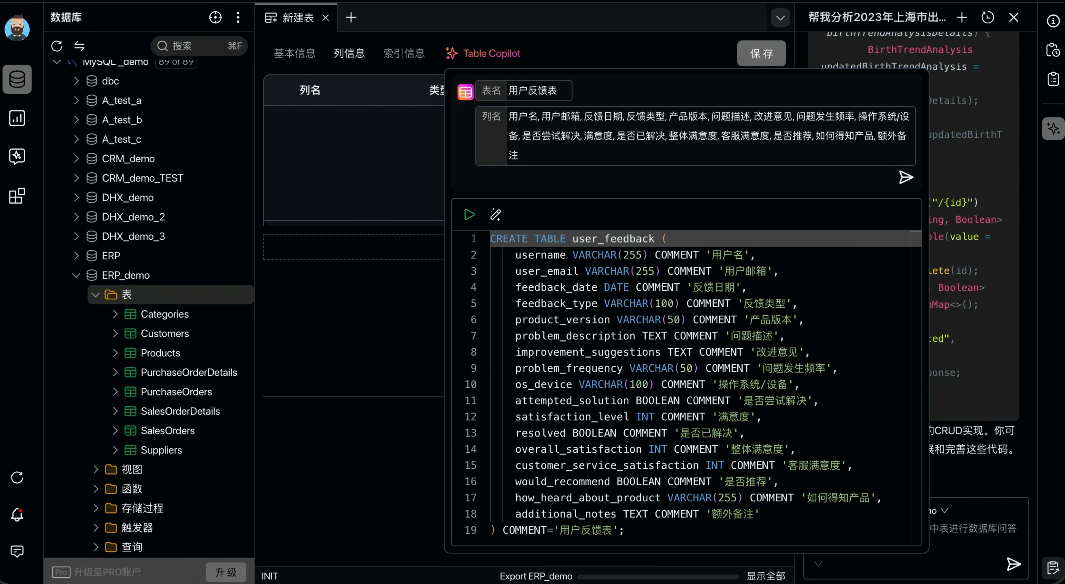 数据库
搜索 ⌘F
MySQL_demo 89 of 89
dbc
A_test_a
A_test_b
A_test_c
CRM_demo
CRM_demo_TEST
DHX_demo
DHX_demo_2
DHX_demo_3
ERP
ERP_demo
表
Categories
Customers
Products
PurchaseOrderDetails
PurchaseOrders
SalesOrderDetails
SalesOrders
Suppliers
视图
函数
存储过程
触发器
查询
Pro 升级至PRO账户 升 级
新建表
基本信息 列信息 索引信息 Table Copilot 保 存
列名 类
表名 用户反馈表
列名 用户名,用户邮箱,反馈日期,反馈类型,产品版本,问题描述,改进意见,问题发生频率,操作系统/设
备,是否尝试解决,满意度,是否已解决,整体满意度,客服满意度,是否推荐,如何得知产品,额外备
注
1 CREATE TABLE user_feedback (
2 username VARCHAR(255) COMMENT '用户名',
3 user_email VARCHAR(255) COMMENT '用户邮箱',
4 feedback_date DATE COMMENT '反馈日期',
5 feedback_type VARCHAR(100) COMMENT '反馈类型',
6 product_version VARCHAR(50) COMMENT '产品版本',
7 problem_description TEXT COMMENT '问题描述',
8 improvement_suggestions TEXT COMMENT '改进意见',
9 problem_frequency VARCHAR(50) COMMENT '问题发生频率',
10 os_device VARCHAR(100) COMMENT '操作系统/设备',
11 attempted_solution BOOLEAN COMMENT '是否尝试解决',
12 satisfaction_level INT COMMENT '满意度',
13 resolved BOOLEAN COMMENT '是否已解决',
14 overall_satisfaction INT COMMENT '整体满意度',
15 customer_service_satisfaction INT COMMENT '客服满意度',
16 would_recommend BOOLEAN COMMENT '是否推荐',
17 how_heard_about_product VARCHAR(255) COMMENT '如何得知产品',
18 additional_notes TEXT COMMENT '额外备注'
19 ) COMMENT='用户反馈表';
INIT Export ERP_demo 显示全部
帮我分析2023年上海市出...
birthTrendAnalysisDetails) {
BirthTrendAnalysis
updatedBirthTrendAnalysis =
Details);
updatedBirthT
("/{id}")
ng, Boolean>
ble(value =
lete(id);
, Boolean>
hMap<>();
ted",
ponse;
的CRUD实现。你可
展和完善这些代码。
mo
中表进行数据库问答